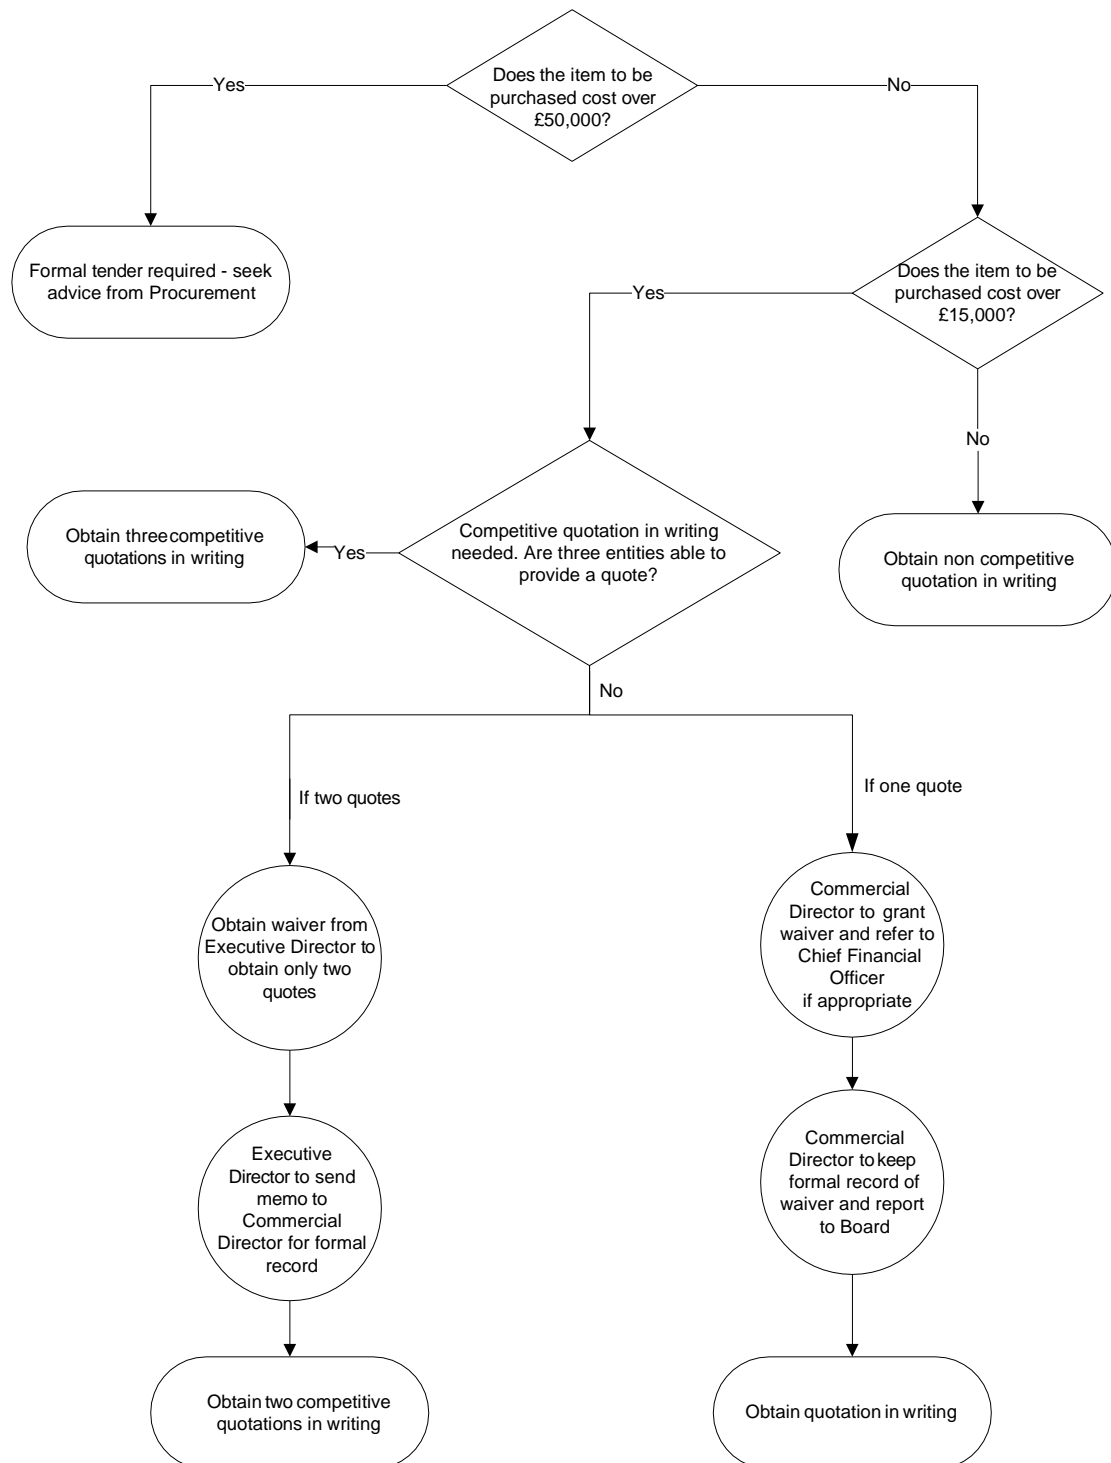 Does the item to be
purchased cost over
£50,000?
Yes
No
Formal tender required - seek
advice from Procurement
Does the item to be
purchased cost over
£15,000?
Yes
No
Competitive quotation in writing
needed. Are three entities able to
provide a quote?
Yes
Obtain three competitive
quotations in writing
Obtain non competitive
quotation in writing
No
If two quotes
If one quote
Obtain waiver from
Executive Director to
obtain only two
quotes
Commercial
Director to grant
waiver and refer to
Chief Financial
Officer
if appropriate
Executive
Director to send
memo to
Commercial
Director for formal
record
Commercial
Director to keep
formal record of
waiver and report
to Board
Obtain two competitive
quotations in writing
Obtain quotation in writing